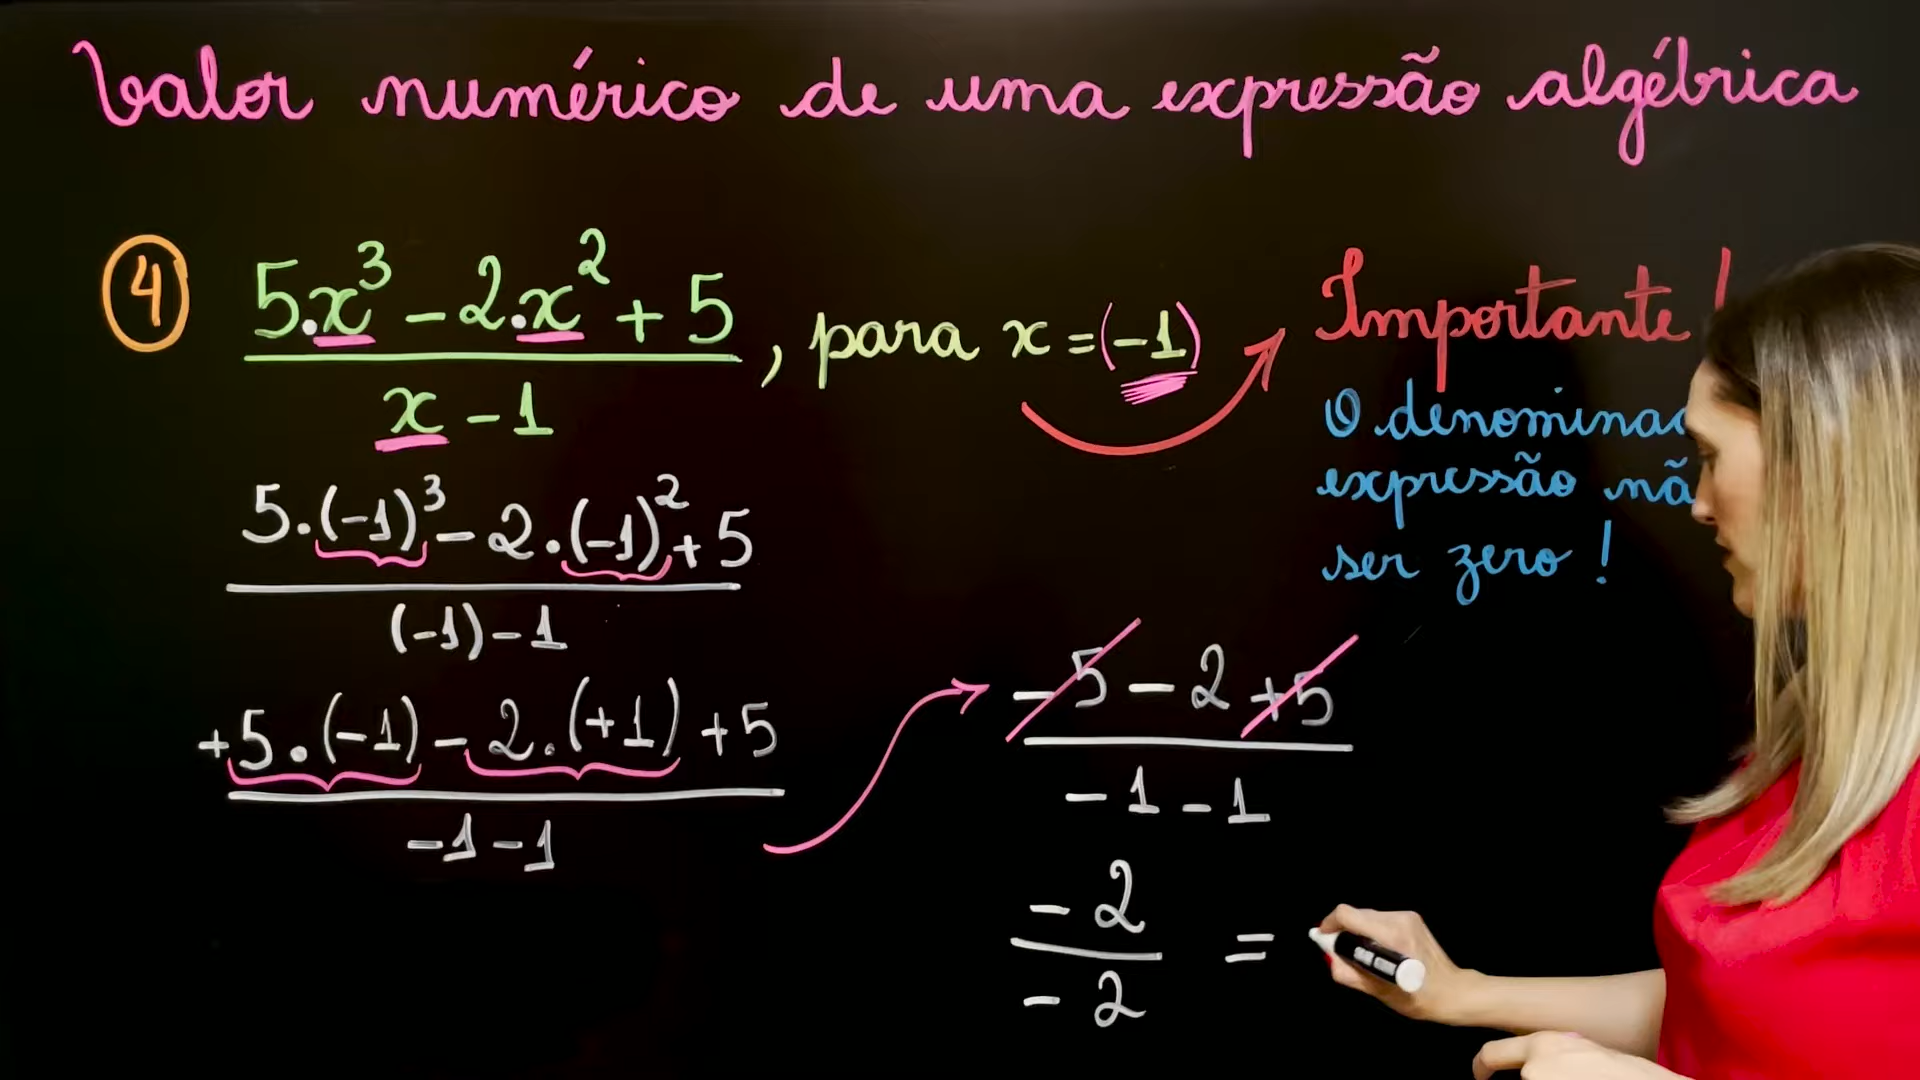 Valor numérico de uma expressão algébrica
4
5.x³ - 2.x² + 5
x - 1
, para x = (-1)
Importante !
O
expressão
ser zero !
5.(-1)³ - 2.(-1)² + 5
(-1) - 1
+5.(-1) - 2.(+1) + 5
-1 - 1
-5 - 2 +5
-1 - 1
-2
-2
=